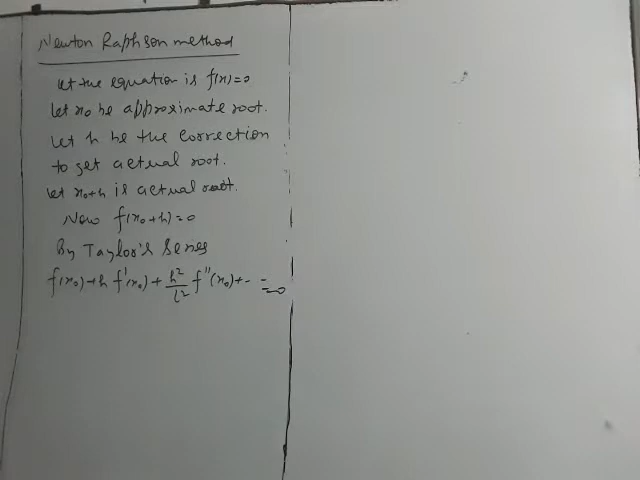 Newton Raphson method
let the equation is f(x)=0
let x0 be approximate root.
let h be the correction
to get actual root.
let x0+h is actual root.
Now f(x0+h)=0
By Taylor's Series
f(x0)+h f'(x0)+ h²/⌊2 f''(x0)+- =0